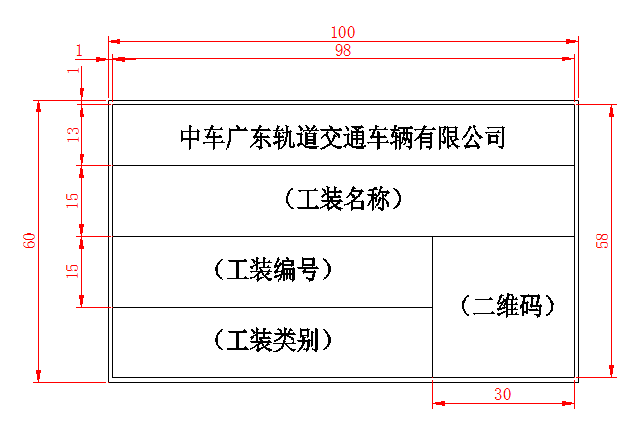 100
98
1
1
中车广东轨道交通车辆有限公司
13
（工装名称）
15
60
58
（工装编号）
15
（二维码）
（工装类别）
30